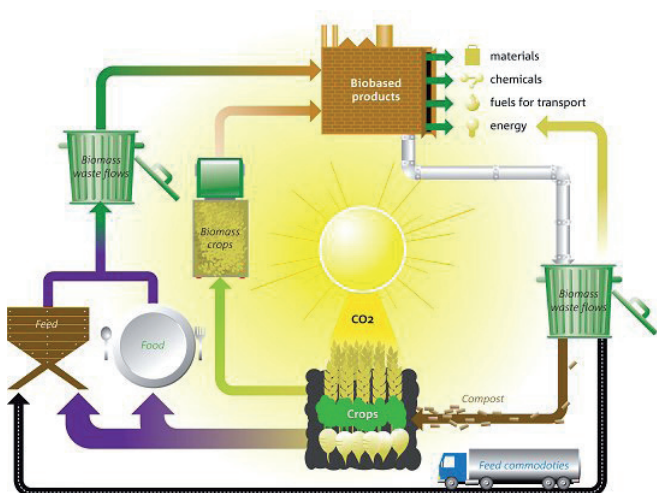 Biobased
products
materials
chemicals
fuels for transport
energy
Biomass
waste flows
Biomass
crops
Biomass
waste flows
CO2
Feed
Food
Crops
Compost
Feed commodoties